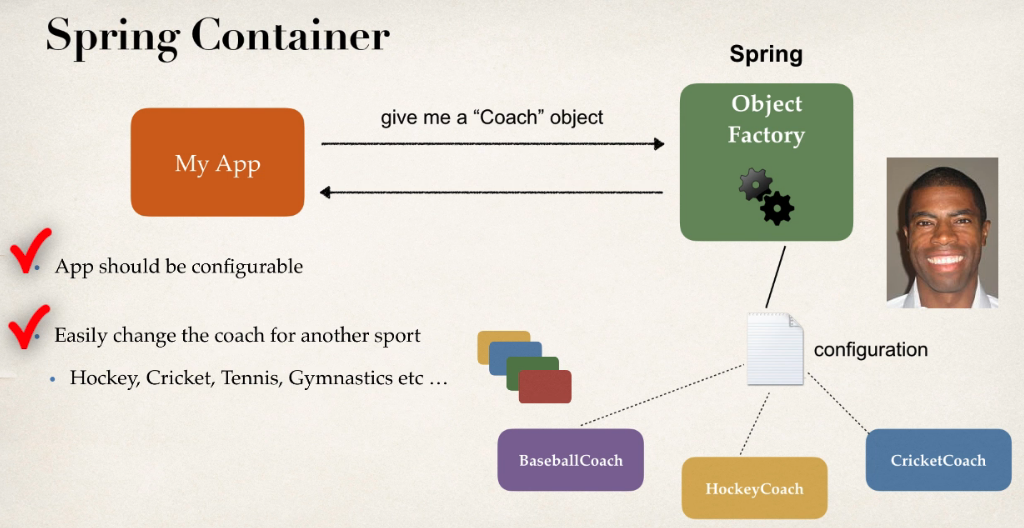 Spring Container
Spring
give me a “Coach” object
Object
Factory
My App
App should be configurable
Easily change the coach for another sport
Hockey, Cricket, Tennis, Gymnastics etc …
configuration
BaseballCoach
HockeyCoach
CricketCoach